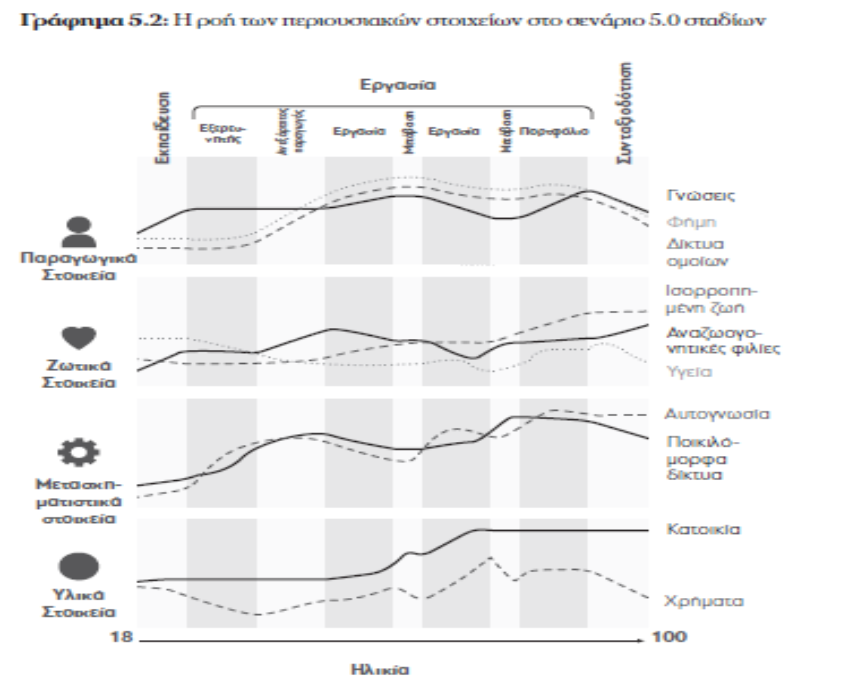 Γράφημα 5.2: Η ροή των περιουσιακών στοιχείων στο σενάριο 5.0 σταδίων
Εργασία
Εκπαίδευση
Εξερευ-
νητής
Ανεξάρτητος
παραγωγός
Εργασία
Μετάβαση
Εργασία
Μετάβαση
Πορτφόλιο
Συνταξιοδότηση
Παραγωγικά
Στοιχεία
Γνώσεις
Φήμη
Δίκτυα
ομοίων
Ζωτικά
Στοιχεία
Ισορροπη-
μένη ζωή
Αναζωογο-
νητικές φιλίες
Υγεία
Μετασχη-
ματιστικά
στοιχεία
Αυτογνωσία
Ποικιλό-
μορφα
δίκτυα
Υλικά
Στοιχεία
Κατοικία
Χρήματα
18
100
Ηλικία